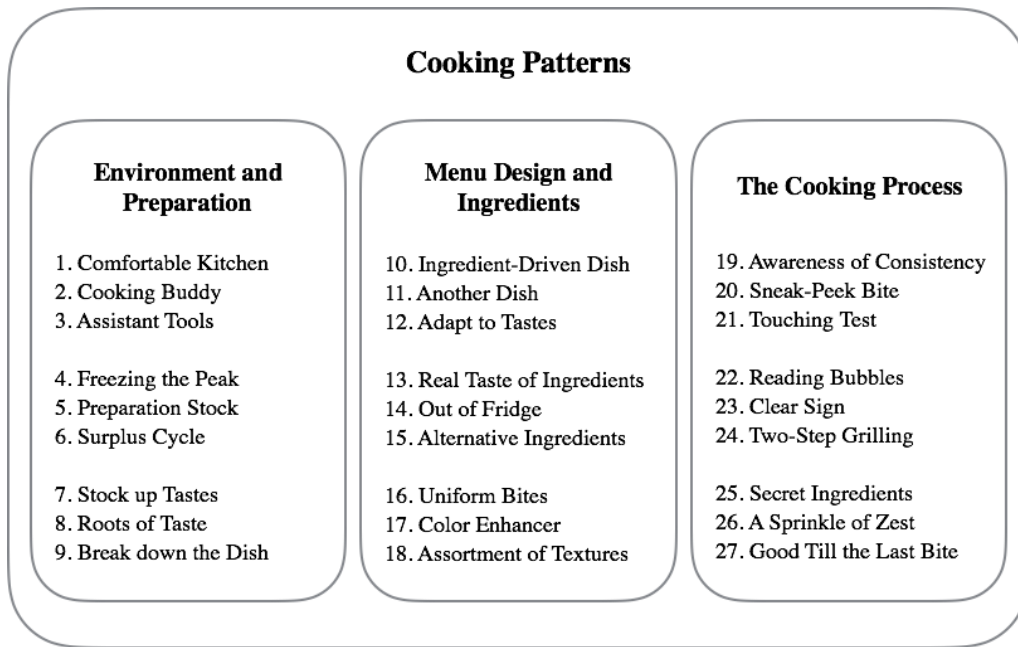 Cooking Patterns
Environment and
Preparation
1. Comfortable Kitchen
2. Cooking Buddy
3. Assistant Tools
4. Freezing the Peak
5. Preparation Stock
6. Surplus Cycle
7. Stock up Tastes
8. Roots of Taste
9. Break down the Dish
Menu Design and
Ingredients
10. Ingredient-Driven Dish
11. Another Dish
12. Adapt to Tastes
13. Real Taste of Ingredients
14. Out of Fridge
15. Alternative Ingredients
16. Uniform Bites
17. Color Enhancer
18. Assortment of Textures
The Cooking Process
19. Awareness of Consistency
20. Sneak-Peek Bite
21. Touching Test
22. Reading Bubbles
23. Clear Sign
24. Two-Step Grilling
25. Secret Ingredients
26. A Sprinkle of Zest
27. Good Till the Last Bite